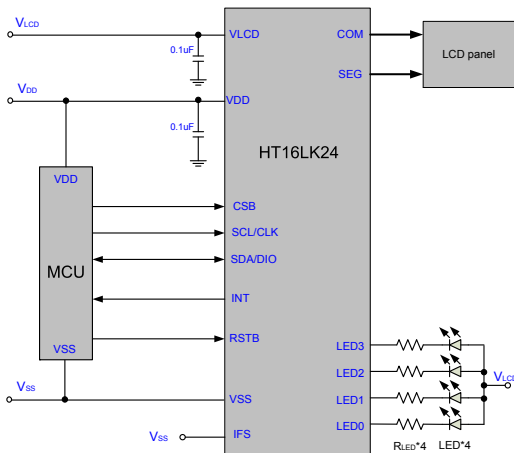 VLCD
VLCD
COM
LCD panel
0.1uF
SEG
VDD
VDD
0.1uF
HT16LK24
VDD
CSB
SCL/CLK
MCU
SDA/DIO
INT
RSTB
VSS
LED3
LED2
VLCD
VSS
VSS
LED1
LED0
VSS
IFS
RLED*4
LED*4